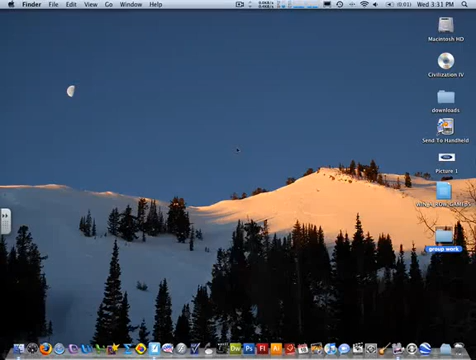 Finder File Edit View Go Window Help
Wed 3:31 PM
Macintosh HD
Civilization IV
downloads
Send To Handheld
Picture 1
group work